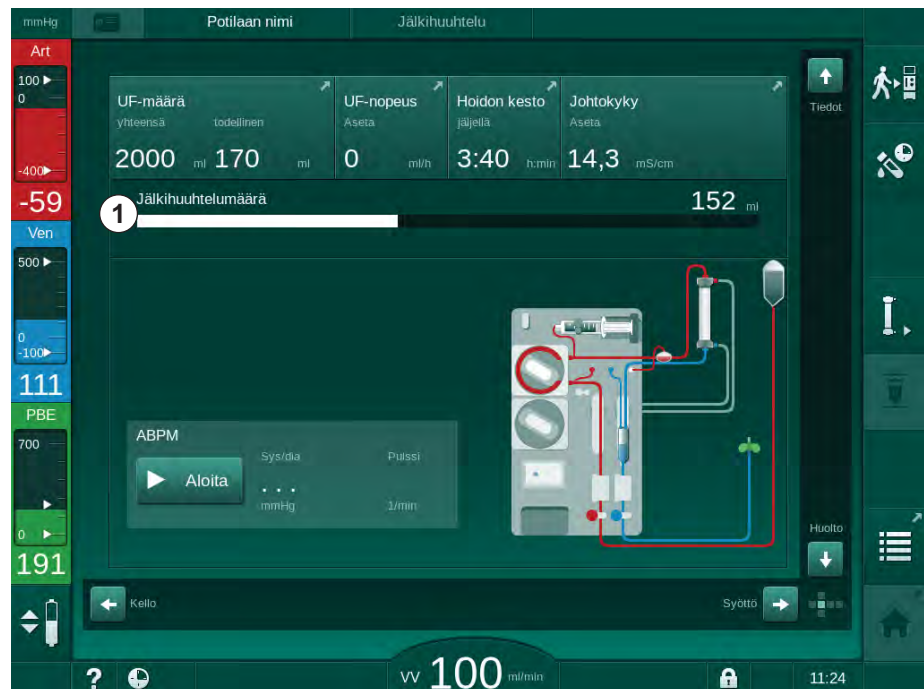 mmHg
Potilaan nimi
Jälkihuuhtelu
Art
100
0
-400
-59
Ven
500
0
-100
111
PBE
700
0
191
UF-määrä
yhteensä todellinen
2000 ml 170 ml
UF-nopeus
Aseta
0 ml/h
Hoidon kesto
jäljellä
3:40 h:min
Johtokyky
Aseta
14,3 mS/cm
Tiedot
1
Jälkihuuhtelumäärä
152 ml
ABPM
Aloita
Sys/dia Pulssi
. . .
mmHg 1/min
Huolto
Kello
Syöttö
?
VV 100 ml/min
11:24